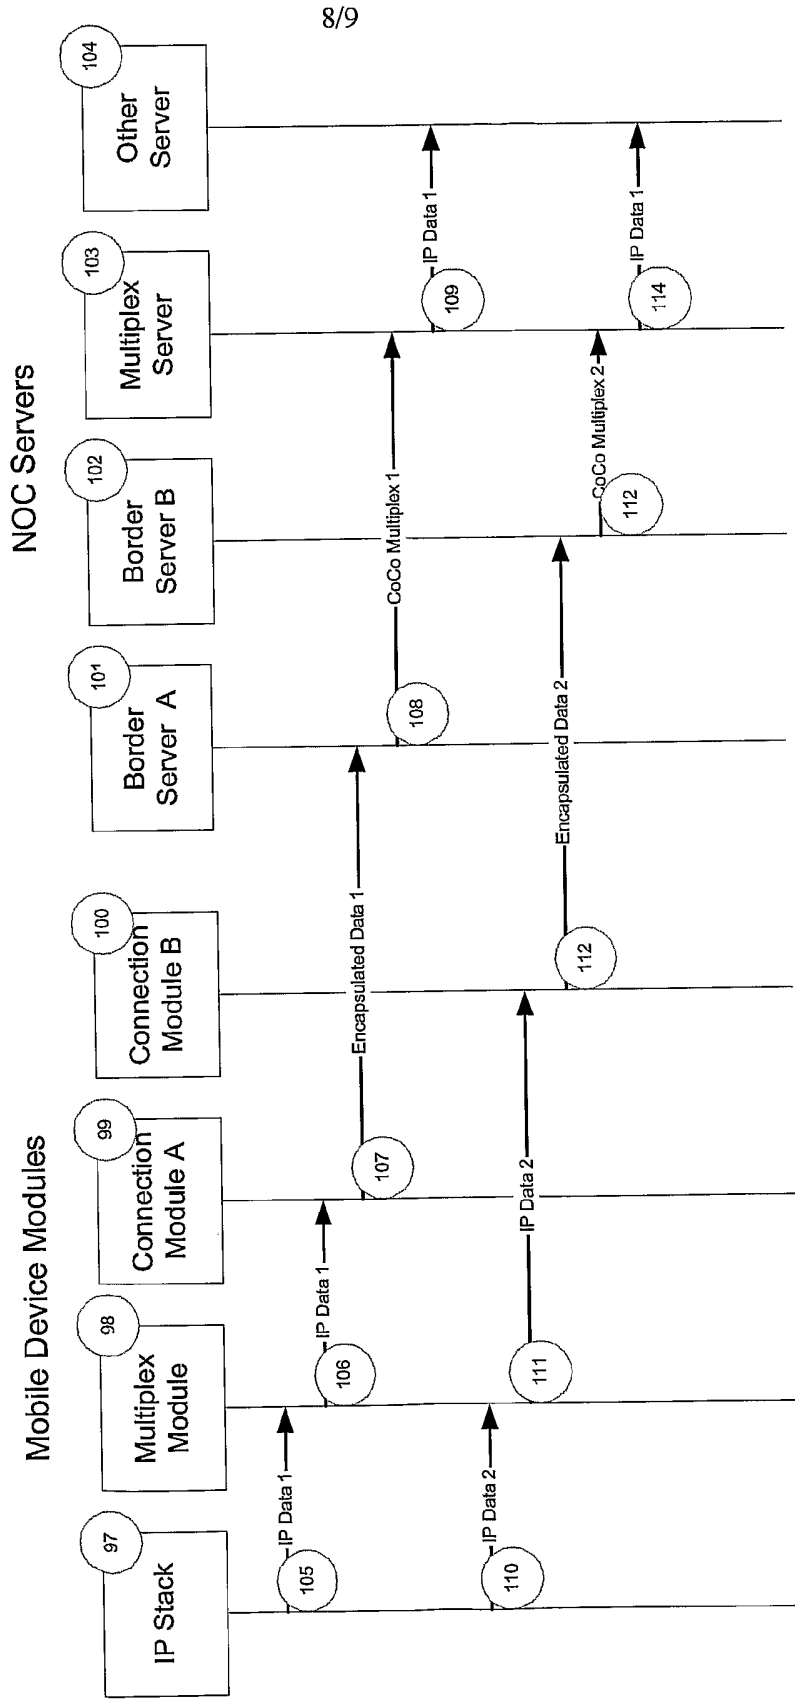 8/9
Mobile Device Modules
NOC Servers
97
IP Stack
98
Multiplex
Module
99
Connection
Module A
100
Connection
Module B
101
Border
Server A
102
Border
Server B
103
Multiplex
Server
104
Other
Server
105
IP Data 1
106
IP Data 1
107
Encapsulated Data 1
108
CoCo Multiplex 1
109
IP Data 1
110
IP Data 2
111
IP Data 2
112
Encapsulated Data 2
112
CoCo Multiplex 2
114
IP Data 1